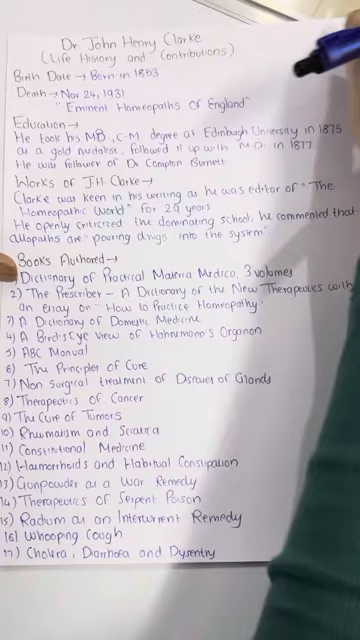 Dr. John Henry Clarke
(Life History and Contributions)
Birth Date → Born in 1853
Death → Nov 24, 1931
"Eminent Homeopaths of England"
Education →
He took his MB, C.M. degree at Edinburgh University in 1875
as a gold medalist, followed it up with M.D. in 1877
He was follower of Dr Compton Burnett.
Works of J.H. Clarke →
Clarke was keen in his writing as he was editor of "The
Homeopathic World" for 29 years
He openly criticized the dominating school, he commented that
allopaths are "pouring drugs into the system"
Books Authored →
Dictionary of Practical Materia Medica, 3 volumes
2) The Prescriber - A Dictionary of the New Therapeutics with
an essay on "How to Practice Homeopathy"
3) A Dictionary of Domestic Medicine
4) A Bird's Eye view of Hahnemann's Organon
5) ABC Manual
6) The Principles of Cure
7) Non Surgical treatment of Diseases of Glands
8) Therapeutics of Cancer
9) The Cure of Tumors
10) Rheumatism and Sciatica
11) Constitutional Medicine
12) Haemorrhoids and Habitual Constipation
13) Gunpowder as a War Remedy
14) Therapeutics of Serpent Poison
15) Radium as an Intercurrent Remedy
16) Whooping Cough
17) Cholera, Diarrhoea and Dysentry